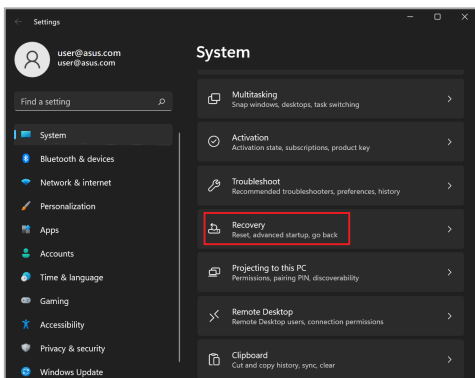 Settings
user@asus.com
user@asus.com
Find a setting
System
Bluetooth & devices
Network & internet
Personalization
Apps
Accounts
Time & language
Gaming
Accessibility
Privacy & security
Windows Update
System
Multitasking
Snap windows, desktops, task switching
Activation
Activation state, subscriptions, product key
Troubleshoot
Recommended troubleshooters, preferences, history
Recovery
Reset, advanced startup, go back
Projecting to this PC
Permissions, pairing PIN, discoverability
Remote Desktop
Remote Desktop users, connection permissions
Clipboard
Cut and copy history, sync, clear